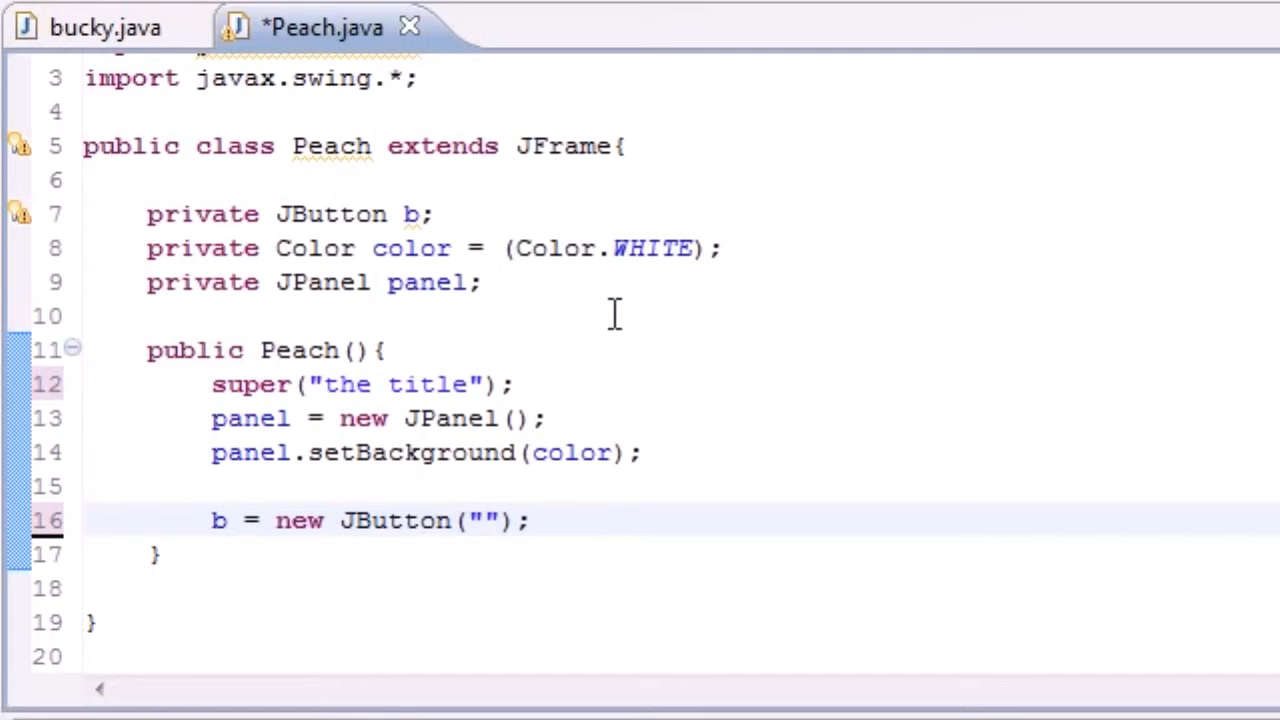 bucky.java *Peach.java
3 import javax.swing.*;
4
5 public class Peach extends JFrame{
6
7 private JButton b;
8 private Color color = (Color.WHITE);
9 private JPanel panel;
10
11 public Peach(){
12 super("the title");
13 panel = new JPanel();
14 panel.setBackground(color);
15
16 b = new JButton("");
17 }
18
19 }
20